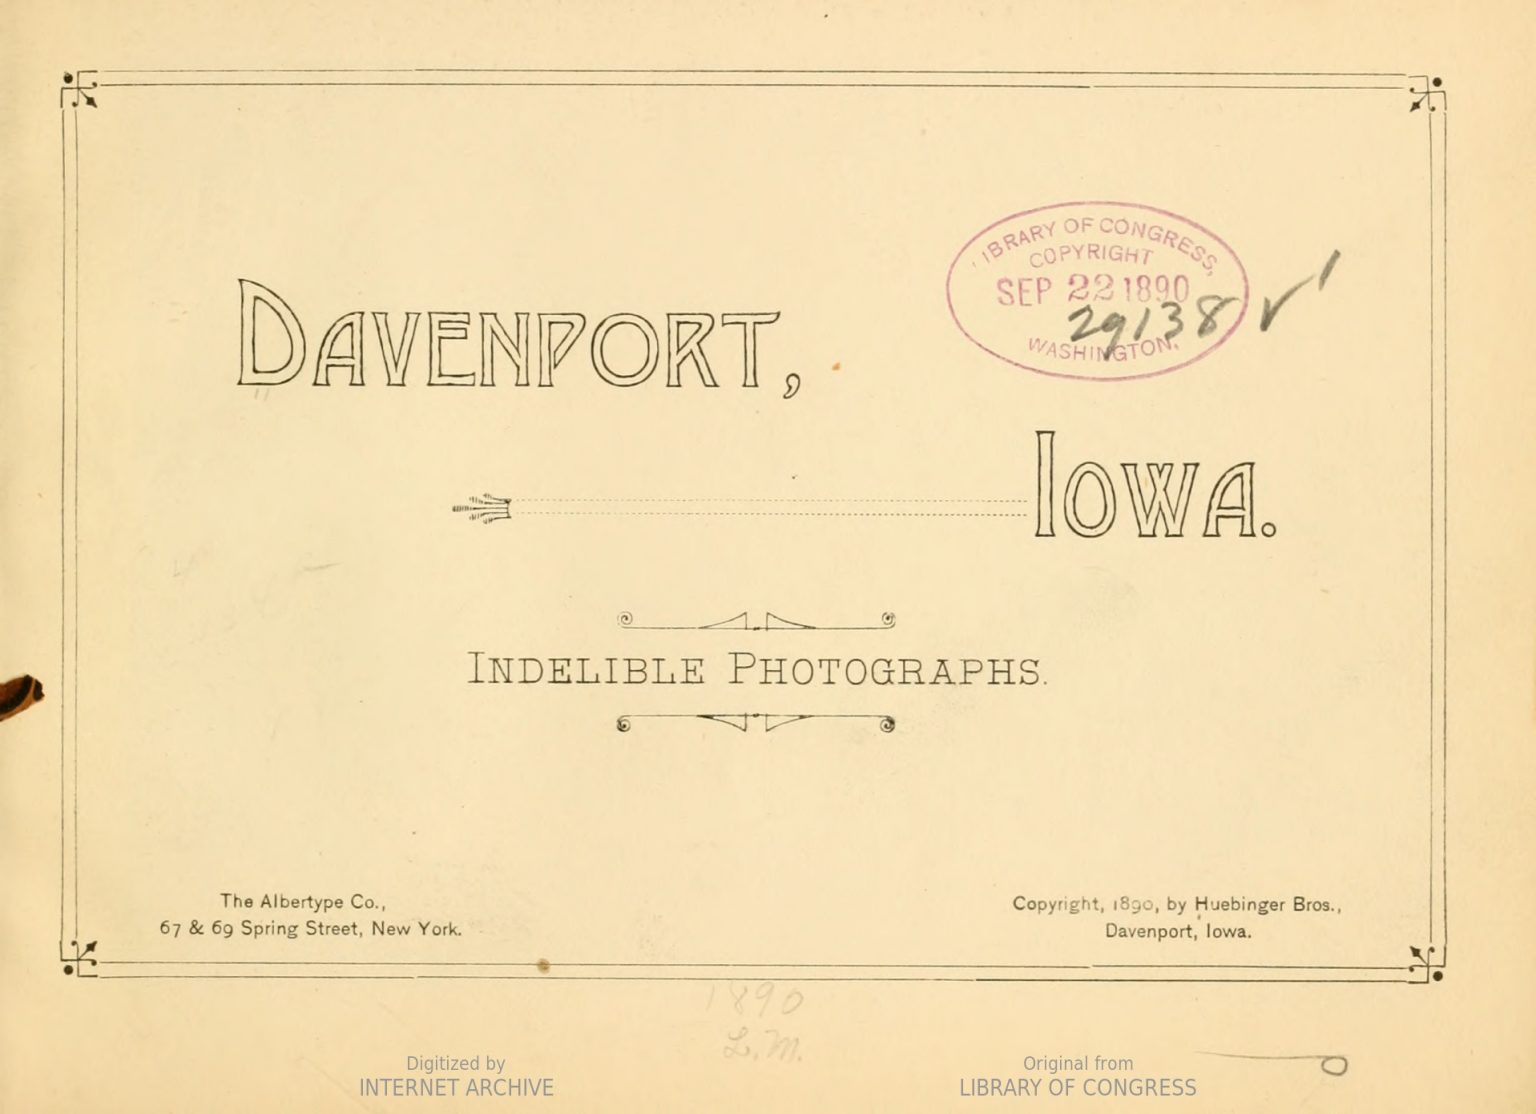 LIBRARY OF CONGRESS,
COPYRIGHT
SEP 22 1890
29138 ✓
WASHINGTON.
DAVENPORT,
IOWA.
INDELIBLE PHOTOGRAPHS.
The Albertype Co.,
67 & 69 Spring Street, New York.
Copyright, 1890, by Huebinger Bros.,
Davenport, Iowa.
1890
L.M.
Digitized by
INTERNET ARCHIVE
Original from
LIBRARY OF CONGRESS